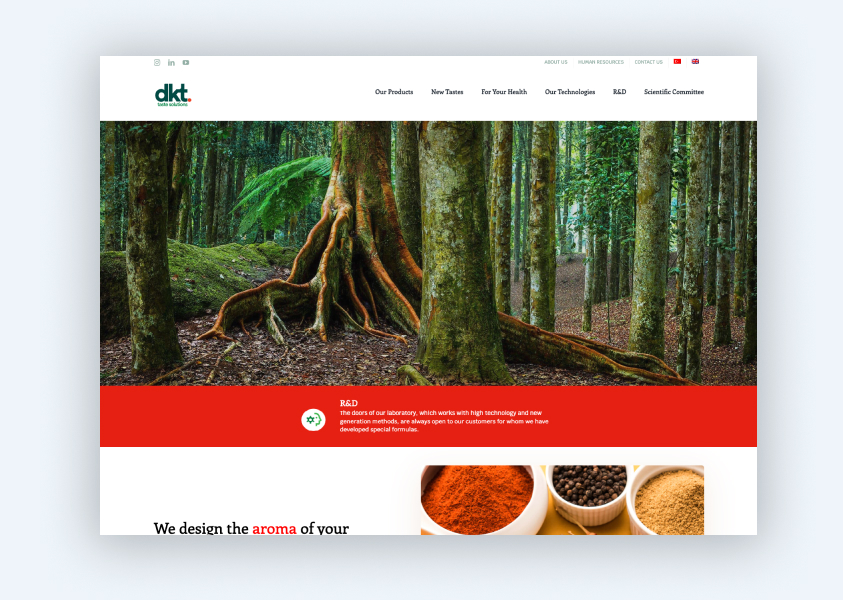 ABOUT US HUMAN RESOURCES CONTACT US
dkt.
taste solutions
Our Products New Tastes For Your Health Our Technologies R&D Scientific Committee
R&D
The doors of our laboratory, which works with high technology and new
generation methods, are always open to our customers for whom we have
developed special formulas.
We design the aroma of your